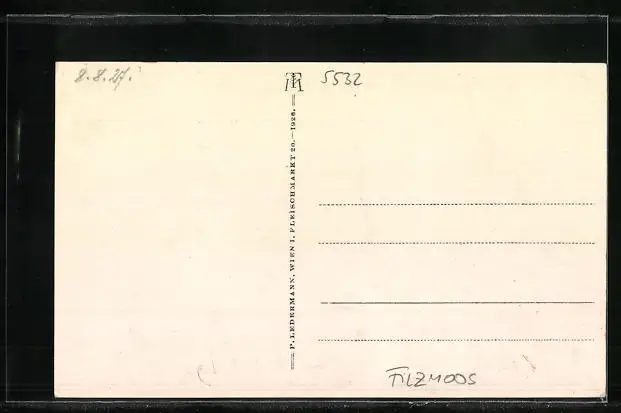 8.8.27.
5532
P. LEDERMANN, WIEN I, FLEISCHMARKT 20. — 1926.
FILZMOOS